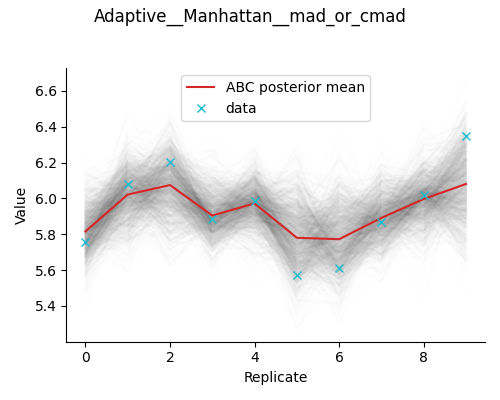 Adaptive__Manhattan__mad_or_cmad
ABC posterior mean
data
6.6
6.4
6.2
6.0
5.8
5.6
5.4
Value
0 2 4 6 8
Replicate